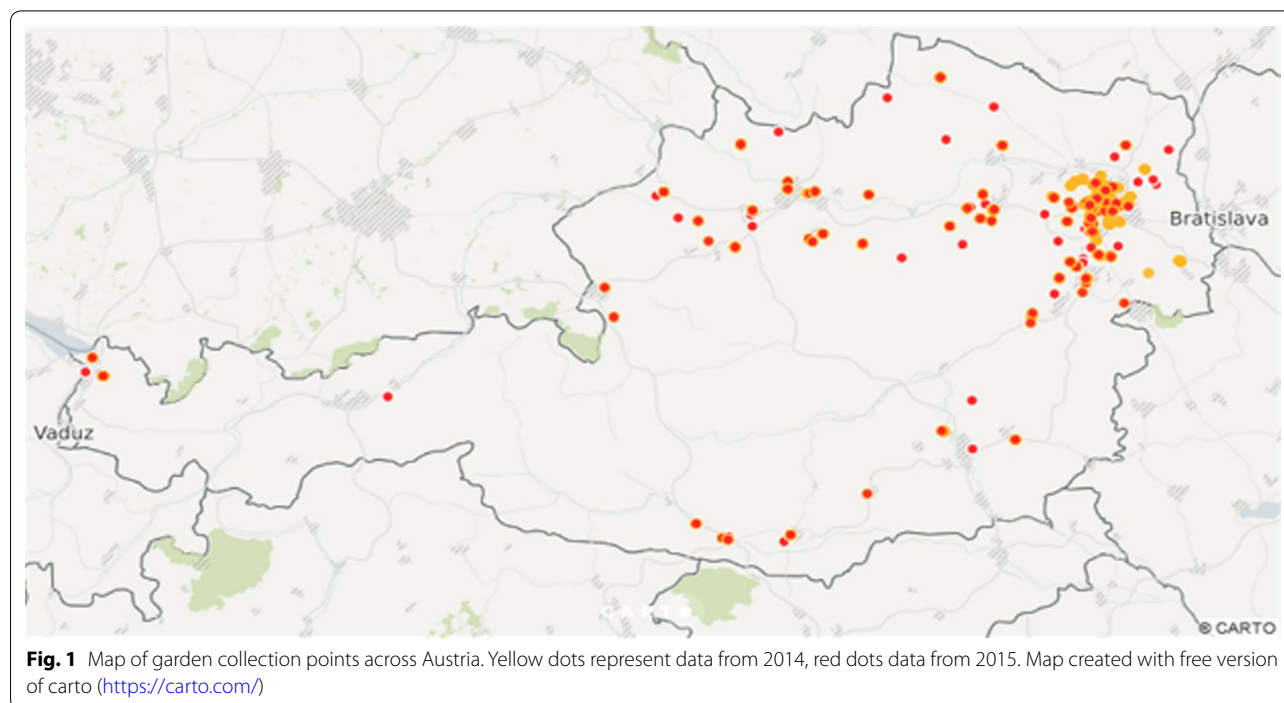 Bratislava
Vaduz
CARTO
© CARTO
Fig. 1 Map of garden collection points across Austria. Yellow dots represent data from 2014, red dots data from 2015. Map created with free version
of carto (https://carto.com/)